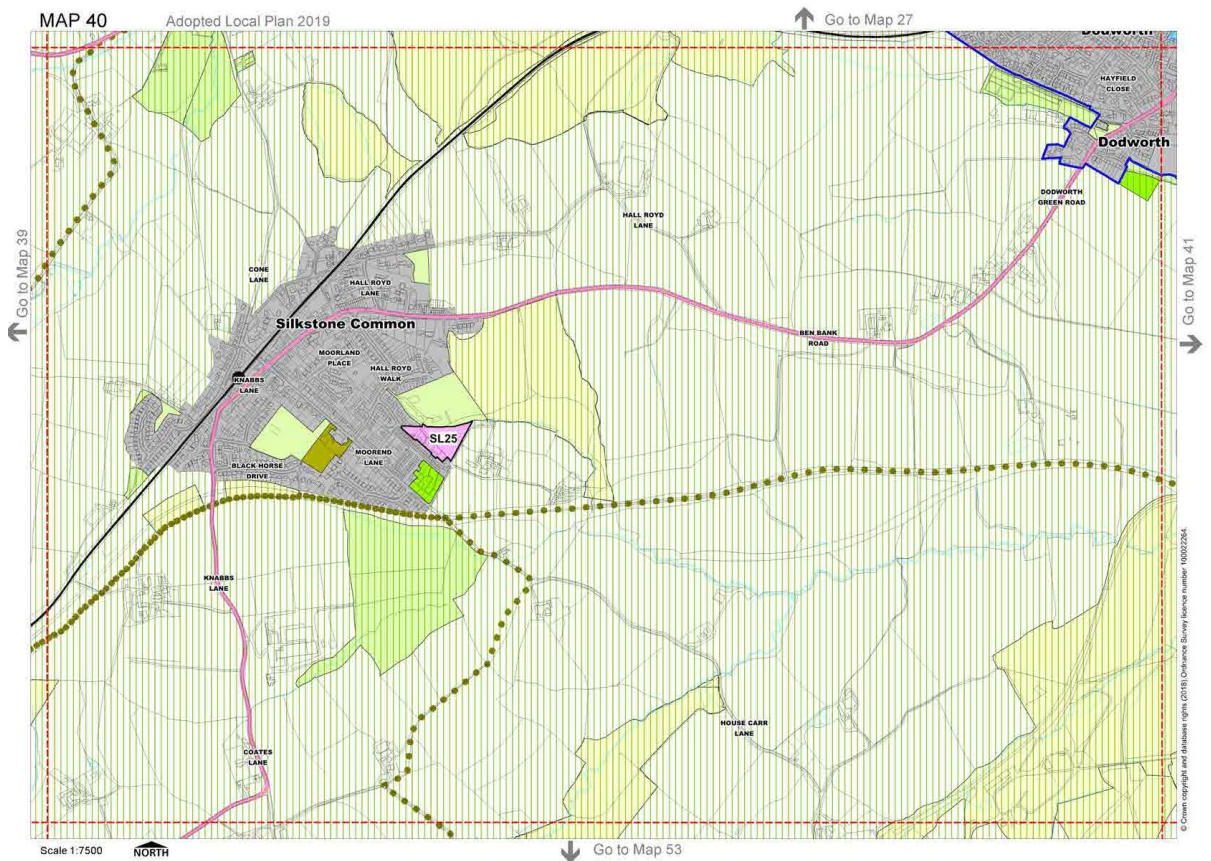 MAP 40
Adopted Local Plan 2019
Go to Map 27
Dodworth
HAYFIELD
CLOSE
Dodworth
DODWORTH
GREEN ROAD
HALL ROYD
LANE
Go to Map 39
Go to Map 41
CONE
LANE
HALL ROYD
LANE
Silkstone Common
BEN BANK
ROAD
MOORLAND
PLACE
HALL ROYD
WALK
KNABBS
LANE
SL25
MOOREND
LANE
BLACK HORSE
DRIVE
KNABBS
LANE
HOUSE CARR
LANE
COATES
LANE
© Crown copyright and database rights (2018) Ordnance Survey licence number 100022264.
Scale 1:7500
NORTH
Go to Map 53